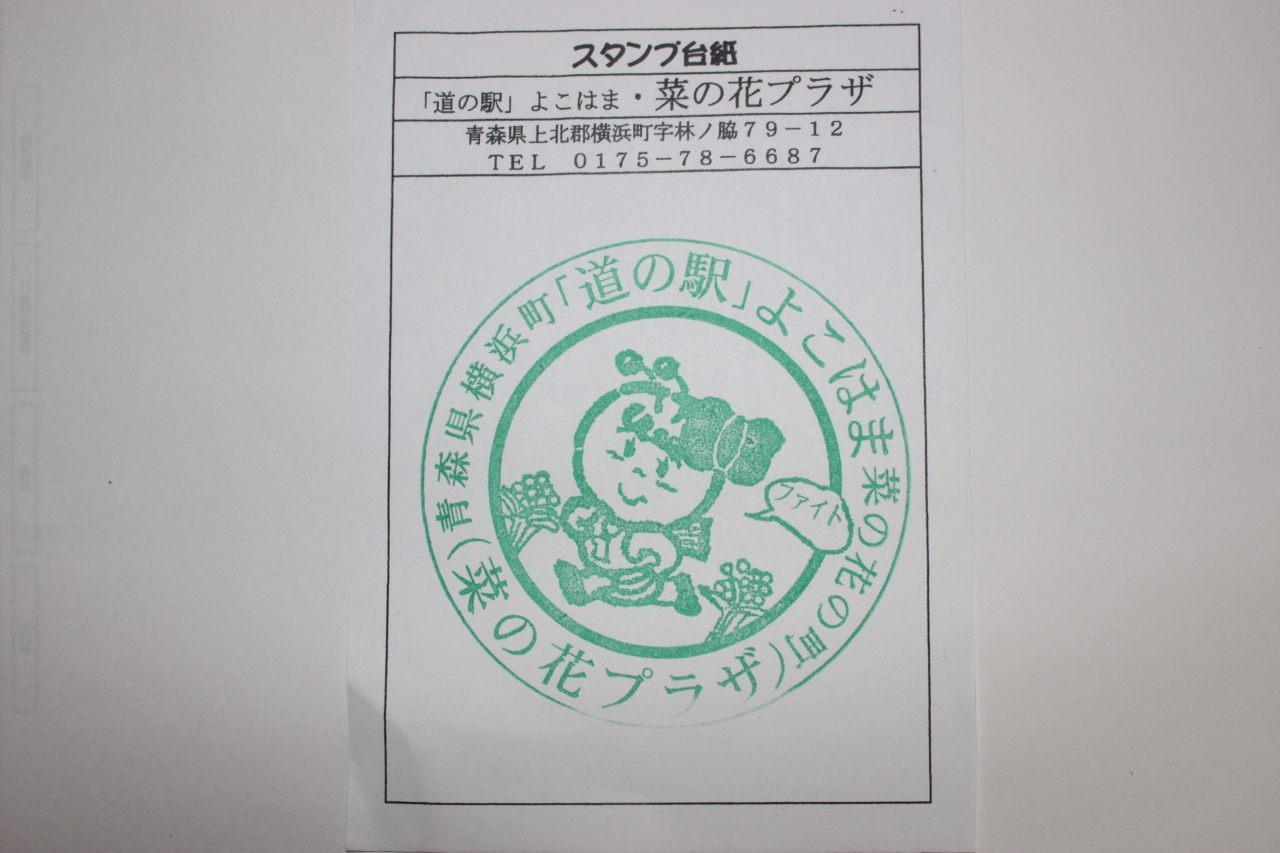 スタンプ台紙
「道の駅」よこはま・菜の花プラザ
青森県上北郡横浜町字林ノ脇79－12
TEL 0175－78－6687
青森県横浜町「道の駅」よこはま菜の花の町
(菜の花プラザ)
ファイト